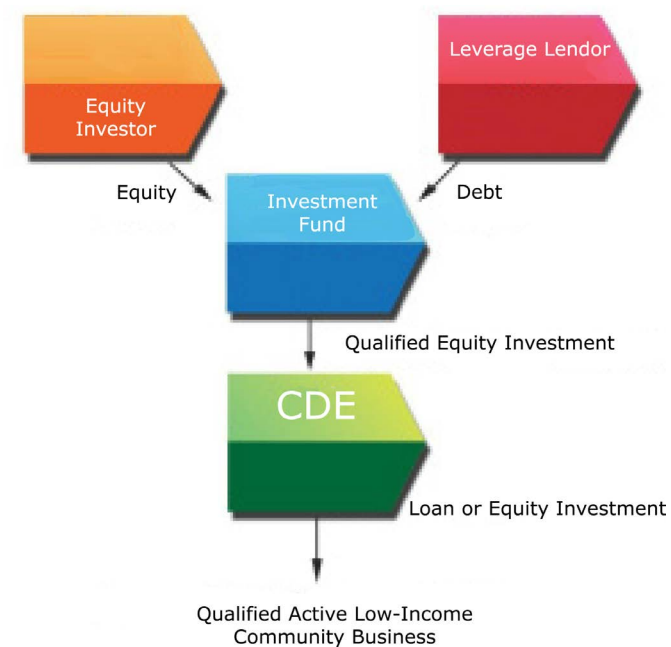 Leverage Lendor
Equity
Investor
Equity
Debt
Investment
Fund
Qualified Equity Investment
CDE
Loan or Equity Investment
Qualified Active Low-Income
Community Business